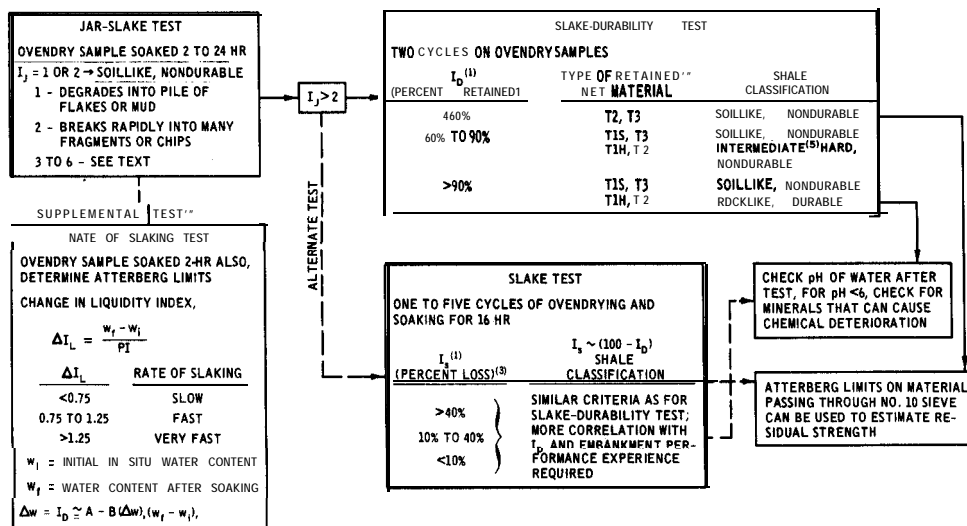 JAR-SLAKE TEST
OVENDRY SAMPLE SOAKED 2 TO 24 HR
I_J = 1 OR 2 → SOILLIKE, NONDURABLE
1 - DEGRADES INTO PILE OF
FLAKES OR MUD
2 - BREAKS RAPIDLY INTO MANY
FRAGMENTS OR CHIPS
3 TO 6 - SEE TEXT
I_J > 2
SLAKE-DURABILITY TEST
TWO CYCLES ON OVENDRY SAMPLES
I_D (1) TYPE OF RETAINED'" SHALE
(PERCENT RETAINED1 NET MATERIAL CLASSIFICATION
460% T2, T3 SOILLIKE, NONDURABLE
60% TO 90% T1S, T3 SOILLIKE, NONDURABLE
T1H, T 2 INTERMEDIATE(5) HARD,
NONDURABLE
>90% T1S, T3 SOILLIKE, NONDURABLE
T1H, T 2 RDCKLIKE, DURABLE
SUPPLEMENTAL TEST'"
NATE OF SLAKING TEST
OVENDRY SAMPLE SOAKED 2-HR ALSO,
DETERMINE ATTERBERG LIMITS
CHANGE IN LIQUIDITY INDEX,
ΔI_L = (w_f - w_i) / PI
ΔI_L RATE OF SLAKING
<0.75 SLOW
0.75 TO 1.25 FAST
>1.25 VERY FAST
w_i = INITIAL IN SITU WATER CONTENT
w_f = WATER CONTENT AFTER SOAKING
Δw = I_D ≃ A - B(Δw), (w_f - w_i),
ALTERNATE TEST
SLAKE TEST
ONE TO FIVE CYCLES OF OVENDRYING AND
SOAKING FOR 16 HR
I_s ~ (100 - I_D)
I_s (1) SHALE
(PERCENT LOSS)(3) CLASSIFICATION
>40%
10% TO 40%
<10%
SIMILAR CRITERIA AS FOR
SLAKE-DURABILITY TEST;
MORE CORRELATION WITH
I_D AND EMBANKMENT PER-
FORMANCE EXPERIENCE
REQUIRED
CHECK pH OF WATER AFTER
TEST, FOR pH <6, CHECK FOR
MINERALS THAT CAN CAUSE
CHEMICAL DETERIORATION
ATTERBERG LIMITS ON MATERIAL
PASSING THROUGH NO. 10 SIEVE
CAN BE USED TO ESTIMATE RE-
SIDUAL STRENGTH